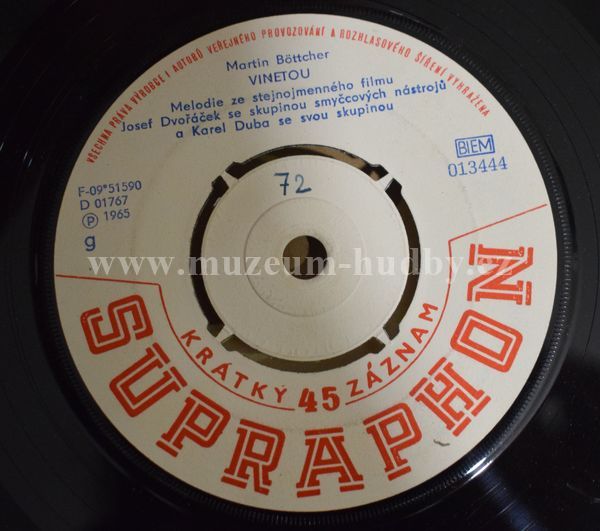 VŠECHNA PRÁVA VÝROBCE I AUTORŮ VEŘEJNÉHO PROVOZOVÁNÍ A ROZHLASOVÉHO ŠÍŘENÍ VYHRAŽENA
Martin Böttcher
VINETOU
Melodie ze stejnojmenného filmu
Josef Dvořáček se skupinou smyčcových nástrojů
a Karel Duba se svou skupinou
BIEM
013444
F-09*51590
D 01767
Ⓟ 1965
g
72
www.muzeum-hudby.cz
KRÁTKÝ 45 ZÁZNAM
SUPRAPHON